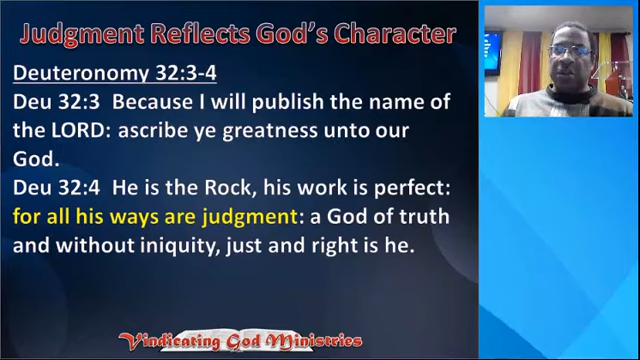 Judgment Reflects God's Character
Deuteronomy 32:3-4
Deu 32:3 Because I will publish the name of
the LORD: ascribe ye greatness unto our
God.
Deu 32:4 He is the Rock, his work is perfect:
for all his ways are judgment: a God of truth
and without iniquity, just and right is he.
Vindicating God Ministries